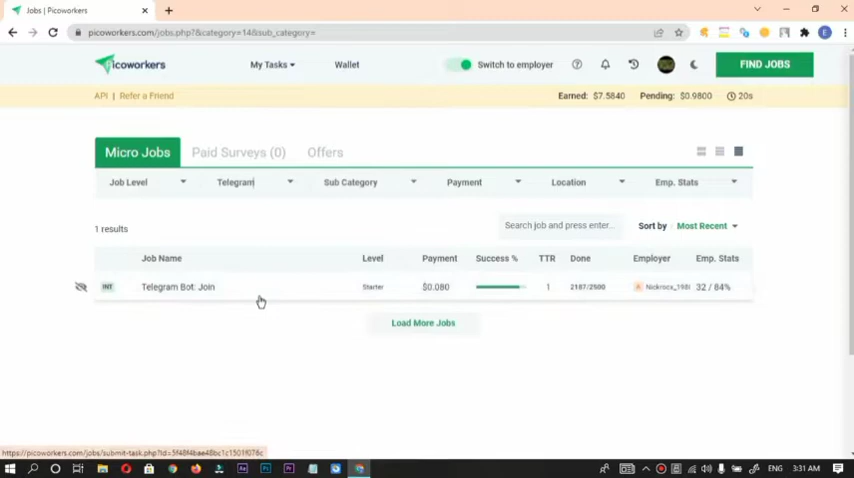 Jobs | Picoworkers
picoworkers.com/jobs.php?&category=14&sub_category=
picoworkers
My Tasks
Wallet
Switch to employer
FIND JOBS
API | Refer a Friend
Earned: $7.5840
Pending: $0.9800
20s
Micro Jobs
Paid Surveys (0)
Offers
Job Level
Telegram
Sub Category
Payment
Location
Emp. Stats
1 results
Search job and press enter..
Sort by
Most Recent
Job Name
Level
Payment
Success %
TTR
Done
Employer
Emp. Stats
INT
Telegram Bot: Join
Starter
$0.080
1
2187/2500
32 / 84%
Load More Jobs
ENG
3:31 AM